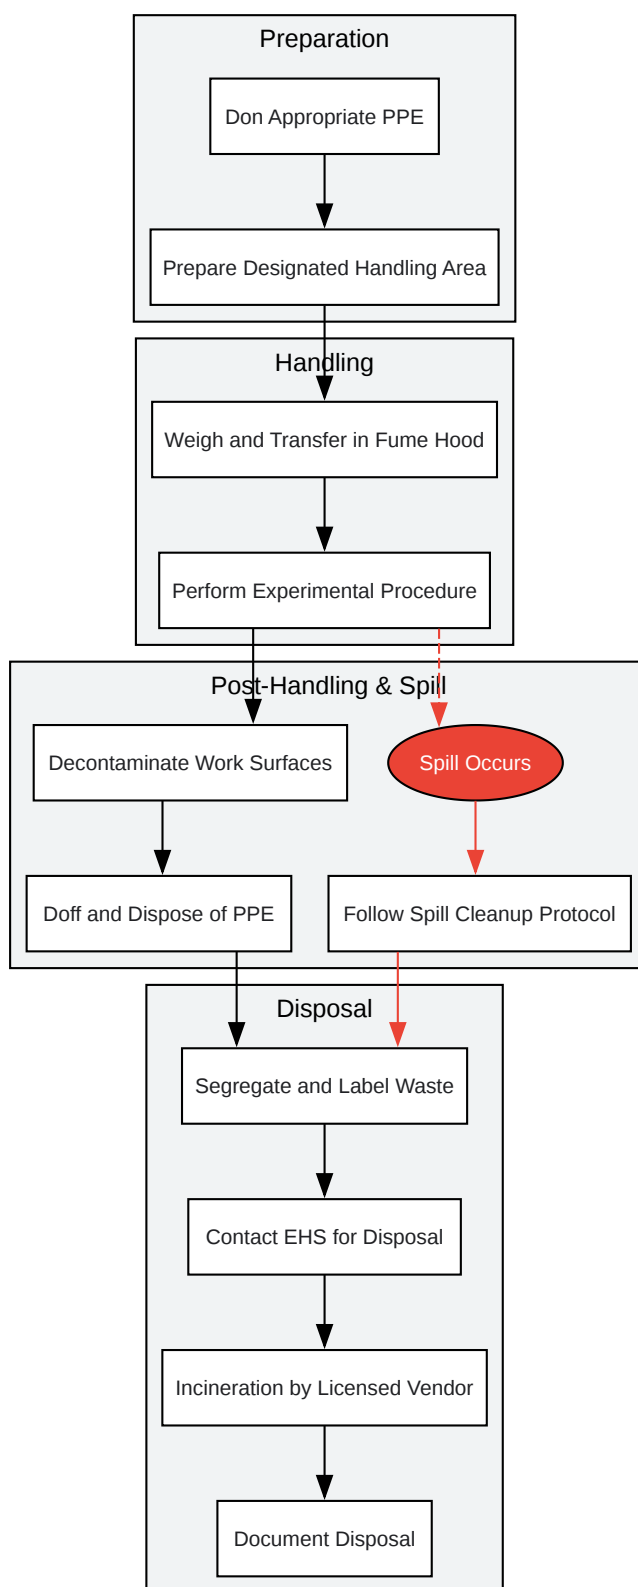 Preparation
Don Appropriate PPE
Prepare Designated Handling Area
Handling
Weigh and Transfer in Fume Hood
Perform Experimental Procedure
Post-Handling & Spill
Decontaminate Work Surfaces
Spill Occurs
Doff and Dispose of PPE
Follow Spill Cleanup Protocol
Disposal
Segregate and Label Waste
Contact EHS for Disposal
Incineration by Licensed Vendor
Document Disposal